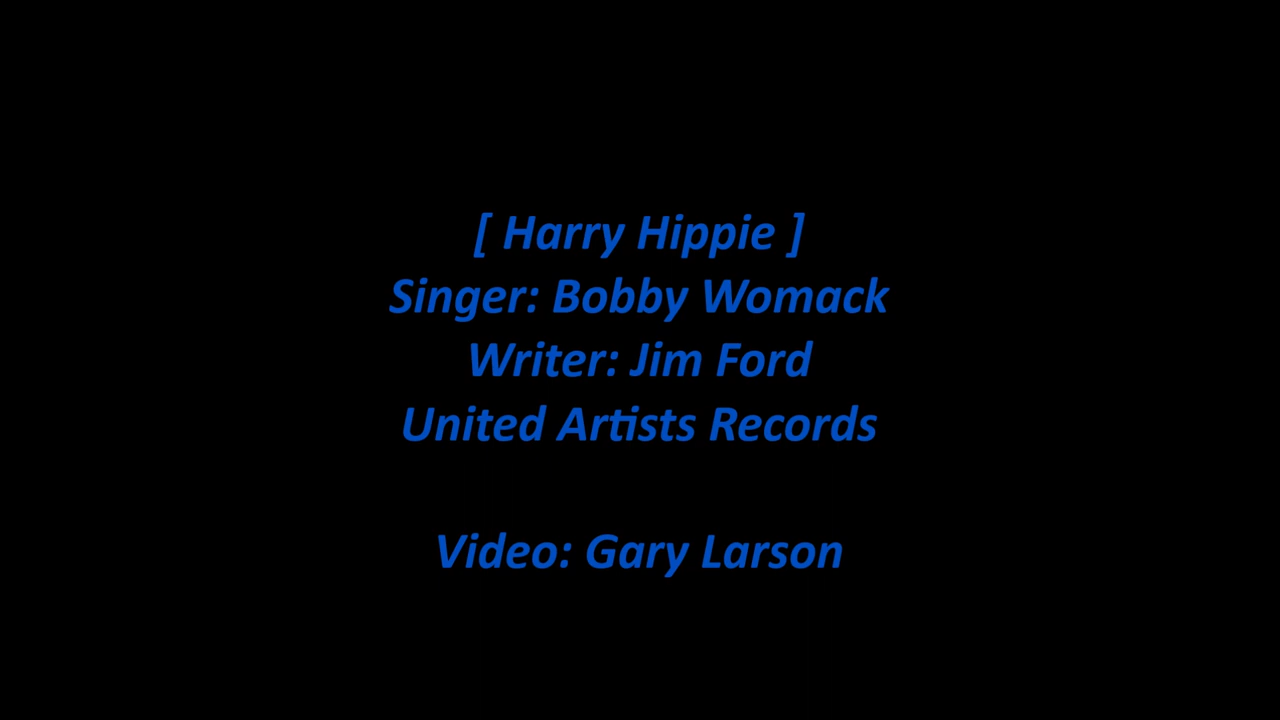 [ Harry Hippie ]
Singer: Bobby Womack
Writer: Jim Ford
United Artists Records
Video: Gary Larson